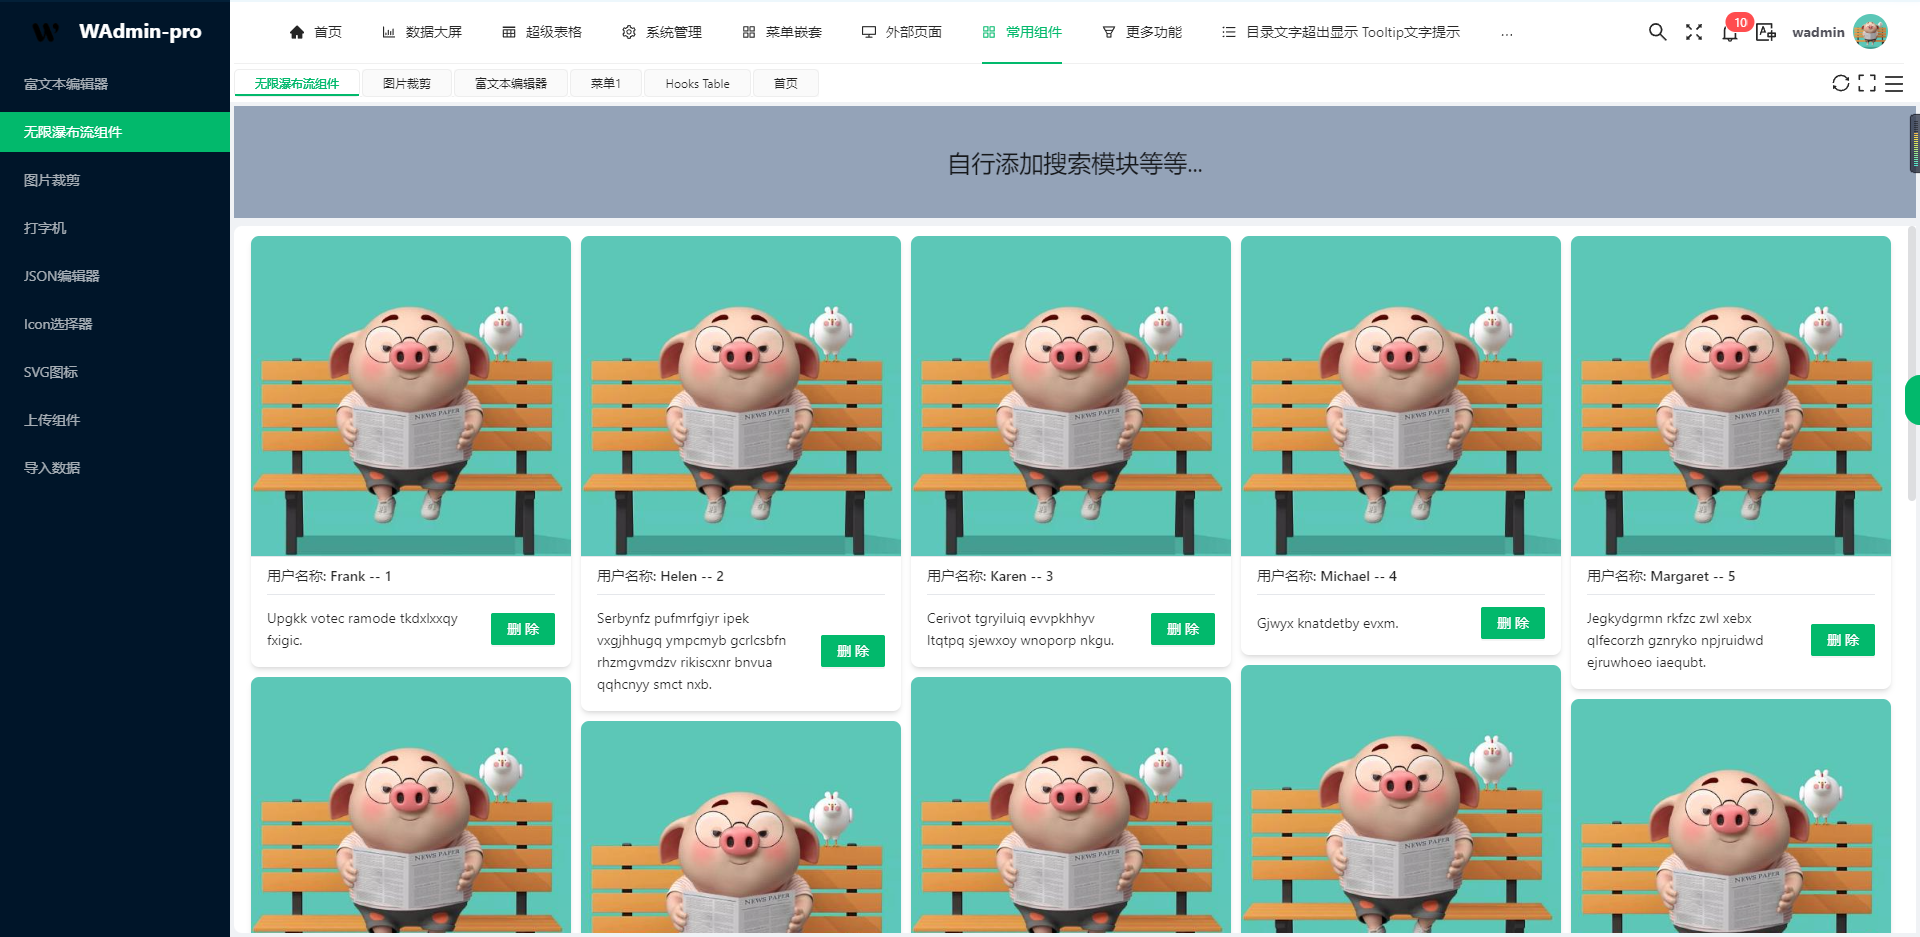 WAdmin-pro
首页
数据大屏
超级表格
系统管理
菜单嵌套
外部页面
常用组件
更多功能
目录文字超出显示 Tooltip文字提示
...
10
wadmin
富文本编辑器
无限瀑布流组件
图片裁剪
打字机
JSON编辑器
Icon选择器
SVG图标
上传组件
导入数据
无限瀑布流组件
图片裁剪
富文本编辑器
菜单1
Hooks Table
首页
自行添加搜索模块等等...
NEWS PAPER
NEWS PAPER
NEWS PAPER
NEWS PAPER
NEWS PAPER
用户名称: Frank -- 1
Upgkk votec ramode tkdxlxxqy
fxigic.
删 除
用户名称: Helen -- 2
Serbynfz pufmrfgiyr ipek
vxgjhhugq ympcmyb gcrlcsbfn
rhzmgvmdzv rikiscxnr bnvua
qqhcnyy smct nxb.
删 除
用户名称: Karen -- 3
Cerivot tgryiluiq evvpkhhyv
ltqtpq sjewxoy wnoporp nkgu.
删 除
用户名称: Michael -- 4
Gjwyx knatdetby evxm.
删 除
用户名称: Margaret -- 5
Jegkydgrmn rkfzc zwl xebx
qlfecorzh gznryko npjruidwd
ejruwhoeo iaequbt.
删 除
NEWS PAPER
NEWS PAPER
NEWS PAPER
NEWS PAPER
NEWS PAPER